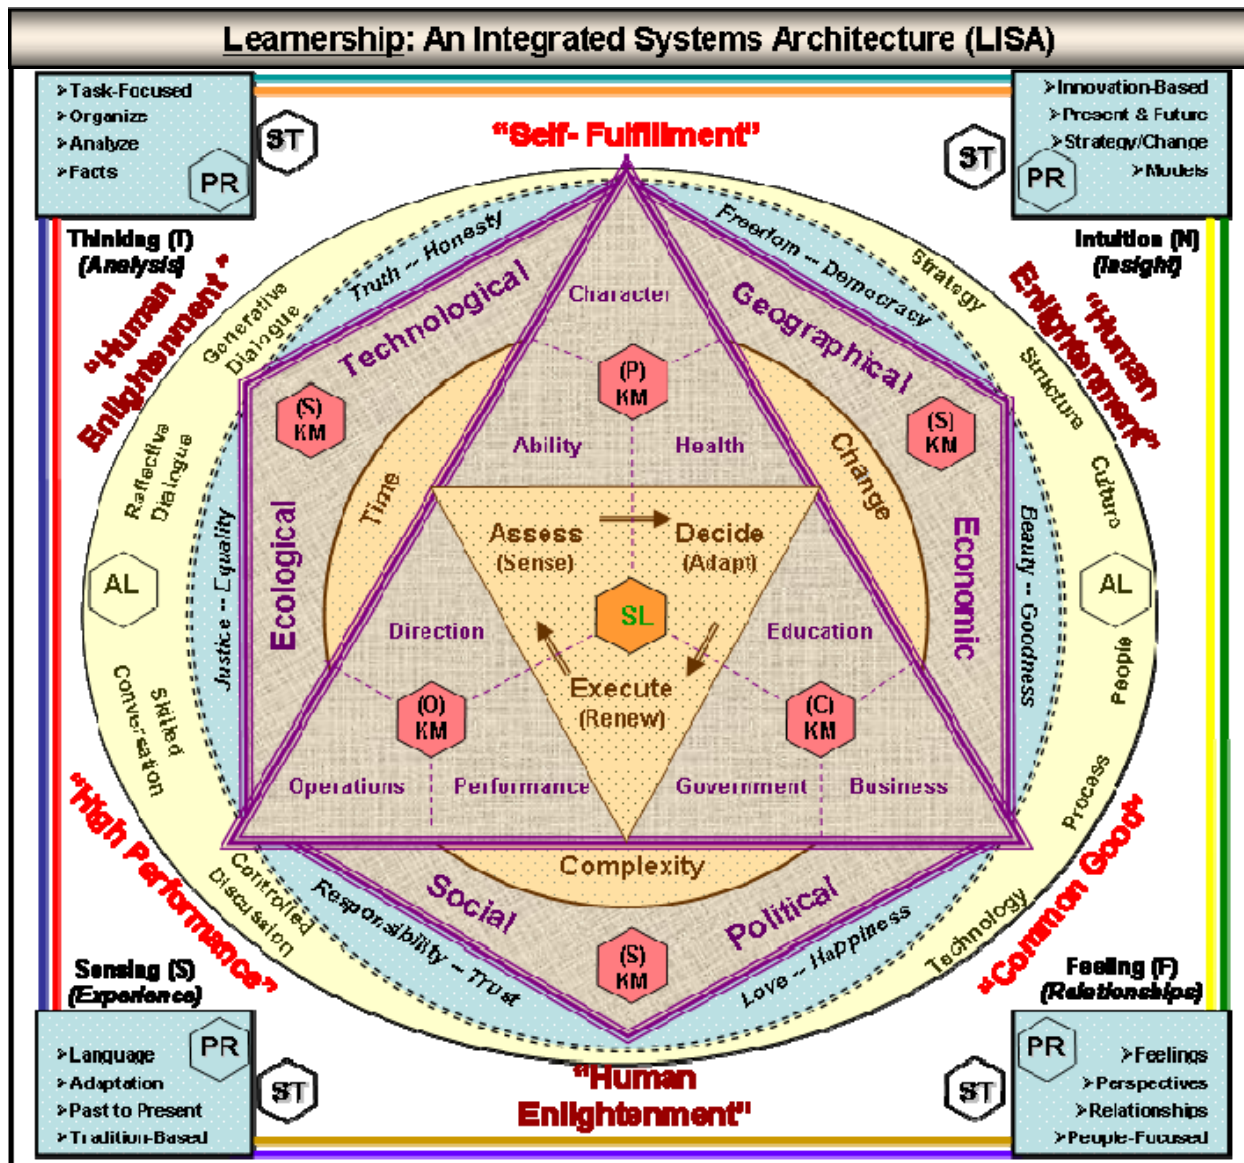 Learnership: An Integrated Systems Architecture (LISA)
➢Task-Focused
➢Organize
➢Analyze
➢Facts
PR
ST
"Self- Fulfillment"
ST
➢Innovation-Based
➢Present & Future
➢Strategy/Change
➢Models
PR
Thinking (T)
(Analysis)
Intuition (N)
(Insight)
"Human
Enlightenment "
"Human
Enlightenment"
Generative
Dialogue
Reflective
Dialogue
AL
Skilled
Conversation
Controlled
Discussion
Strategy
Structure
Culture
AL
People
Process
Technology
Truth -- Honesty
Freedom -- Democracy
Justice -- Equality
Beauty -- Goodness
Responsibility -- Trust
Love -- Happiness
Technological
Geographical
Ecological
Economic
Social
Political
(S)
KM
(S)
KM
(S)
KM
Time
Change
Complexity
Character
(P)
KM
Ability
Health
Assess
(Sense)
Decide
(Adapt)
SL
Execute
(Renew)
Direction
(O)
KM
Operations
Performance
Education
(C)
KM
Government
Business
"High Performance"
"Common Good"
Sensing (S)
(Experience)
Feeling (F)
(Relationships)
PR
➢Language
➢Adaptation
➢Past to Present
➢Tradition-Based
ST
"Human
Enlightenment"
ST
PR
➢Feelings
➢Perspectives
➢Relationships
➢People-Focused